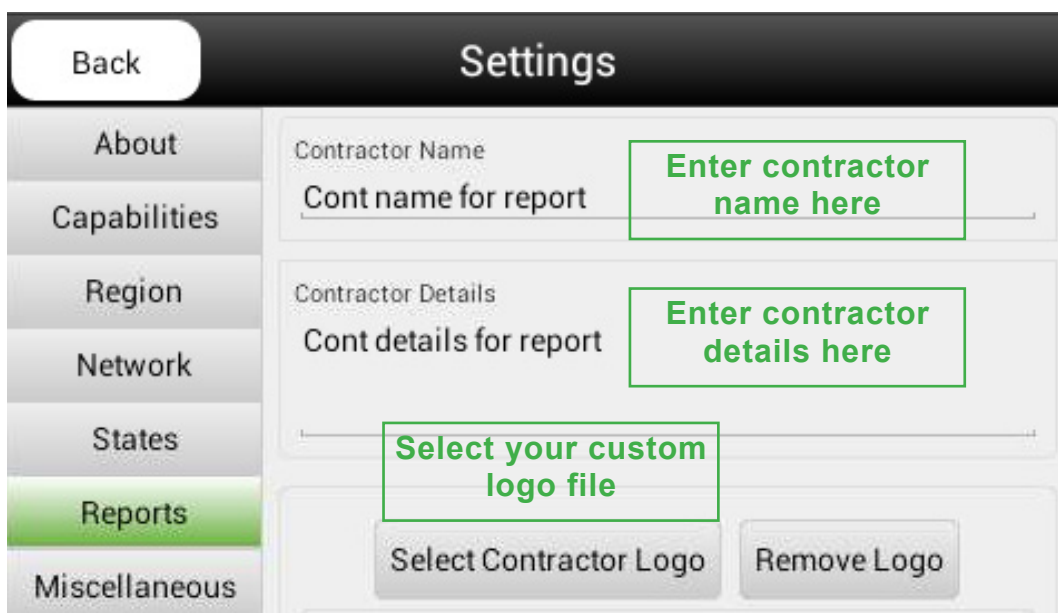 Back
Settings
About
Capabilities
Region
Network
States
Reports
Miscellaneous
Contractor Name
Cont name for report
Enter contractor
name here
Contractor Details
Cont details for report
Enter contractor
details here
Select your custom
logo file
Select Contractor Logo
Remove Logo